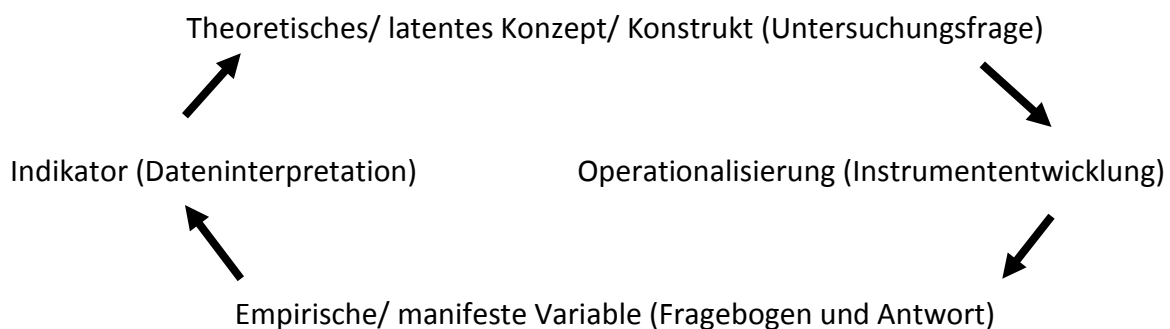 Theoretisches/ latentes Konzept/ Konstrukt (Untersuchungsfrage)
Indikator (Dateninterpretation)
Operationalisierung (Instrumententwicklung)
Empirische/ manifeste Variable (Fragebogen und Antwort)